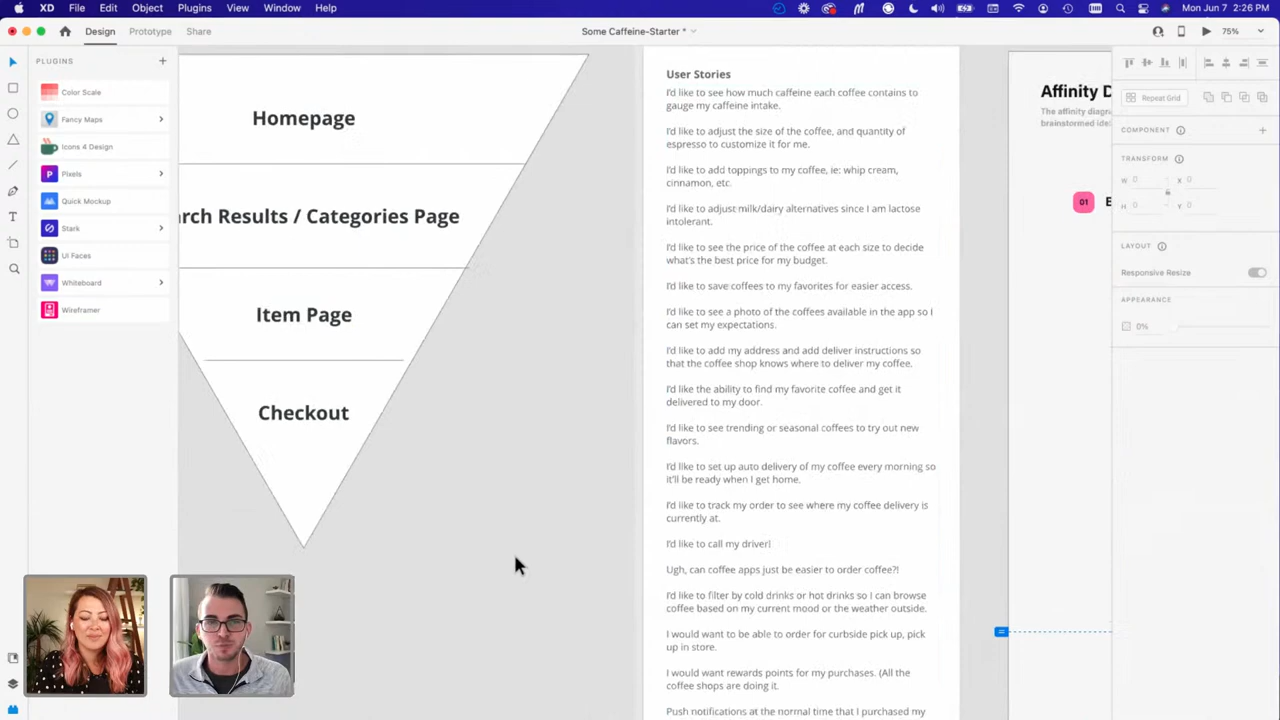 XD File Edit Object Plugins View Window Help
Mon Jun 7 2:26 PM
Design Prototype Share
Some Caffeine-Starter *
75%
PLUGINS
Color Scale
Fancy Maps
Icons 4 Design
Pixels
Quick Mockup
Stark
UI Faces
Whiteboard
Wireframer
Homepage
rch Results / Categories Page
Item Page
Checkout
User Stories
I'd like to see how much caffeine each coffee contains to
gauge my caffeine intake.
I'd like to adjust the size of the coffee, and quantity of
espresso to customize it for me.
I'd like to add toppings to my coffee, ie: whip cream,
cinnamon, etc.
I'd like to adjust milk/dairy alternatives since I am lactose
intolerant.
I'd like to see the price of the coffee at each size to decide
what's the best price for my budget.
I'd like to save coffees to my favorites for easier access.
I'd like to see a photo of the coffees available in the app so I
can set my expectations.
I'd like to add my address and add deliver instructions so
that the coffee shop knows where to deliver my coffee.
I'd like the ability to find my favorite coffee and get it
delivered to my door.
I'd like to see trending or seasonal coffees to try out new
flavors.
I'd like to set up auto delivery of my coffee every morning so
it'll be ready when I get home.
I'd like to track my order to see where my coffee delivery is
currently at.
I'd like to call my driver!
Ugh, can coffee apps just be easier to order coffee?!
I'd like to filter by cold drinks or hot drinks so I can browse
coffee based on my current mood or the weather outside.
I would want to be able to order for curbside pick up, pick
up in store.
I would want rewards points for my purchases. (All the
coffee shops are doing it.
Push notifications at the normal time that I purchased my
Affinity D
The affinity diagra
brainstormed ide
01 E
Repeat Grid
COMPONENT
TRANSFORM
W 0 X 0
H 0 Y 0
LAYOUT
Responsive Resize
APPEARANCE
0%